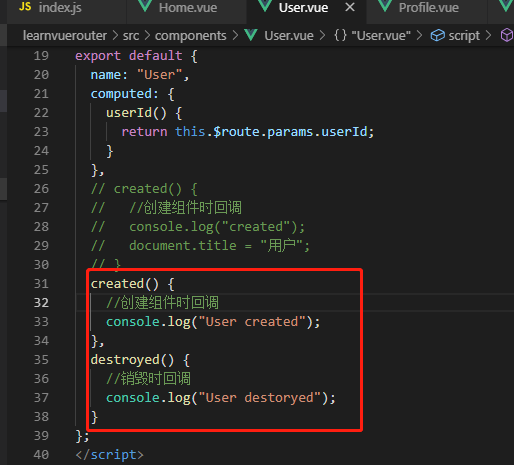 JS index.js Home.vue User.vue × Profile.vue
learnvuerouter > src > components > User.vue > {} "User.vue" > script >
19 export default {
20 name: "User",
21 computed: {
22 userId() {
23 return this.$route.params.userId;
24 }
25 },
26 // created() {
27 // //创建组件时回调
28 // console.log("created");
29 // document.title = "用户";
30 // }
31 created() {
32 //创建组件时回调
33 console.log("User created");
34 },
35 destroyed() {
36 //销毁时回调
37 console.log("User destoryed");
38 }
39 };
40 </script>